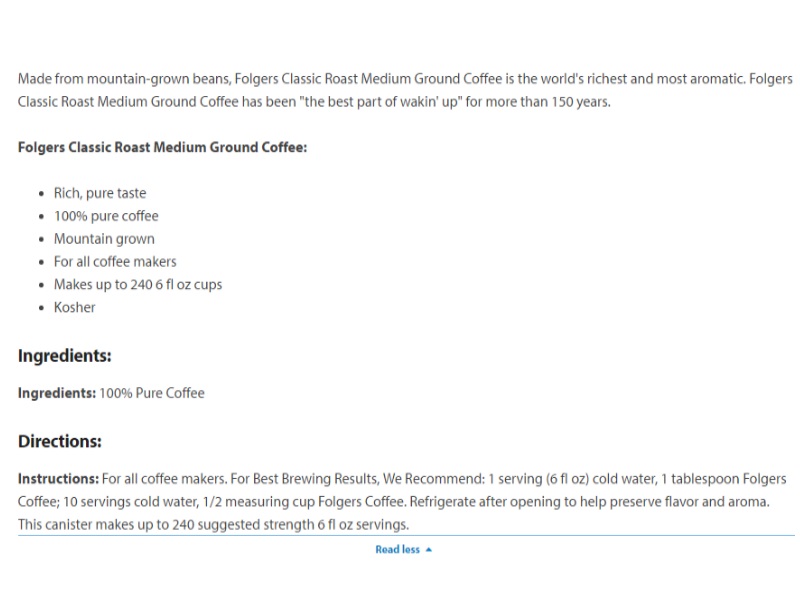 Made from mountain-grown beans, Folgers Classic Roast Medium Ground Coffee is the world's richest and most aromatic. Folgers
Classic Roast Medium Ground Coffee has been "the best part of wakin' up" for more than 150 years.
Folgers Classic Roast Medium Ground Coffee:
• Rich, pure taste
• 100% pure coffee
• Mountain grown
• For all coffee makers
• Makes up to 240 6 fl oz cups
• Kosher
Ingredients:
Ingredients: 100% Pure Coffee
Directions:
Instructions: For all coffee makers. For Best Brewing Results, We Recommend: 1 serving (6 fl oz) cold water, 1 tablespoon Folgers
Coffee; 10 servings cold water, 1/2 measuring cup Folgers Coffee. Refrigerate after opening to help preserve flavor and aroma.
This canister makes up to 240 suggested strength 6 fl oz servings.
Read less